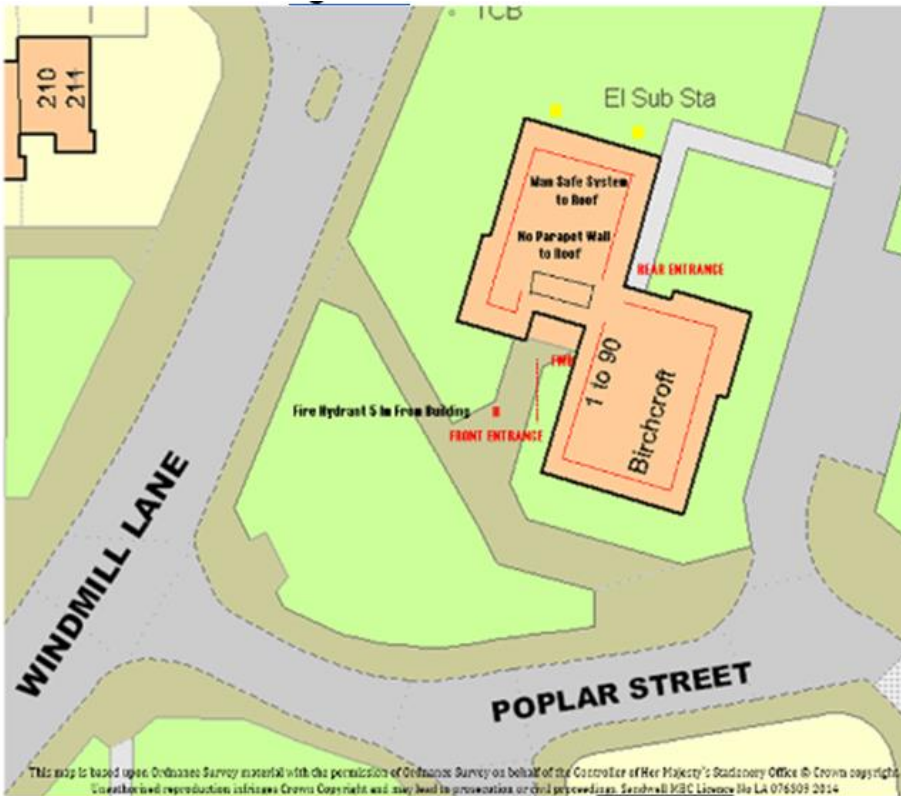 TCB
210
211
El Sub Sta
Man Safe System
to Roof
No Parapet Wall
to Roof
REAR ENTRANCE
1 to 90
Birchcroft
Fire Hydrant 5 In From Building
H
FRONT ENTRANCE
WINDMILL LANE
POPLAR STREET
This map is based upon Ordnance Survey material with the permission of Ordnance Survey on behalf of the Controller of Her Majesty's Stationery Office © Crown copyright
Unauthorised reproduction infringes Crown Copyright and may lead to prosecution or civil proceedings. Sandwell MBC Licence No LA 076309 2014